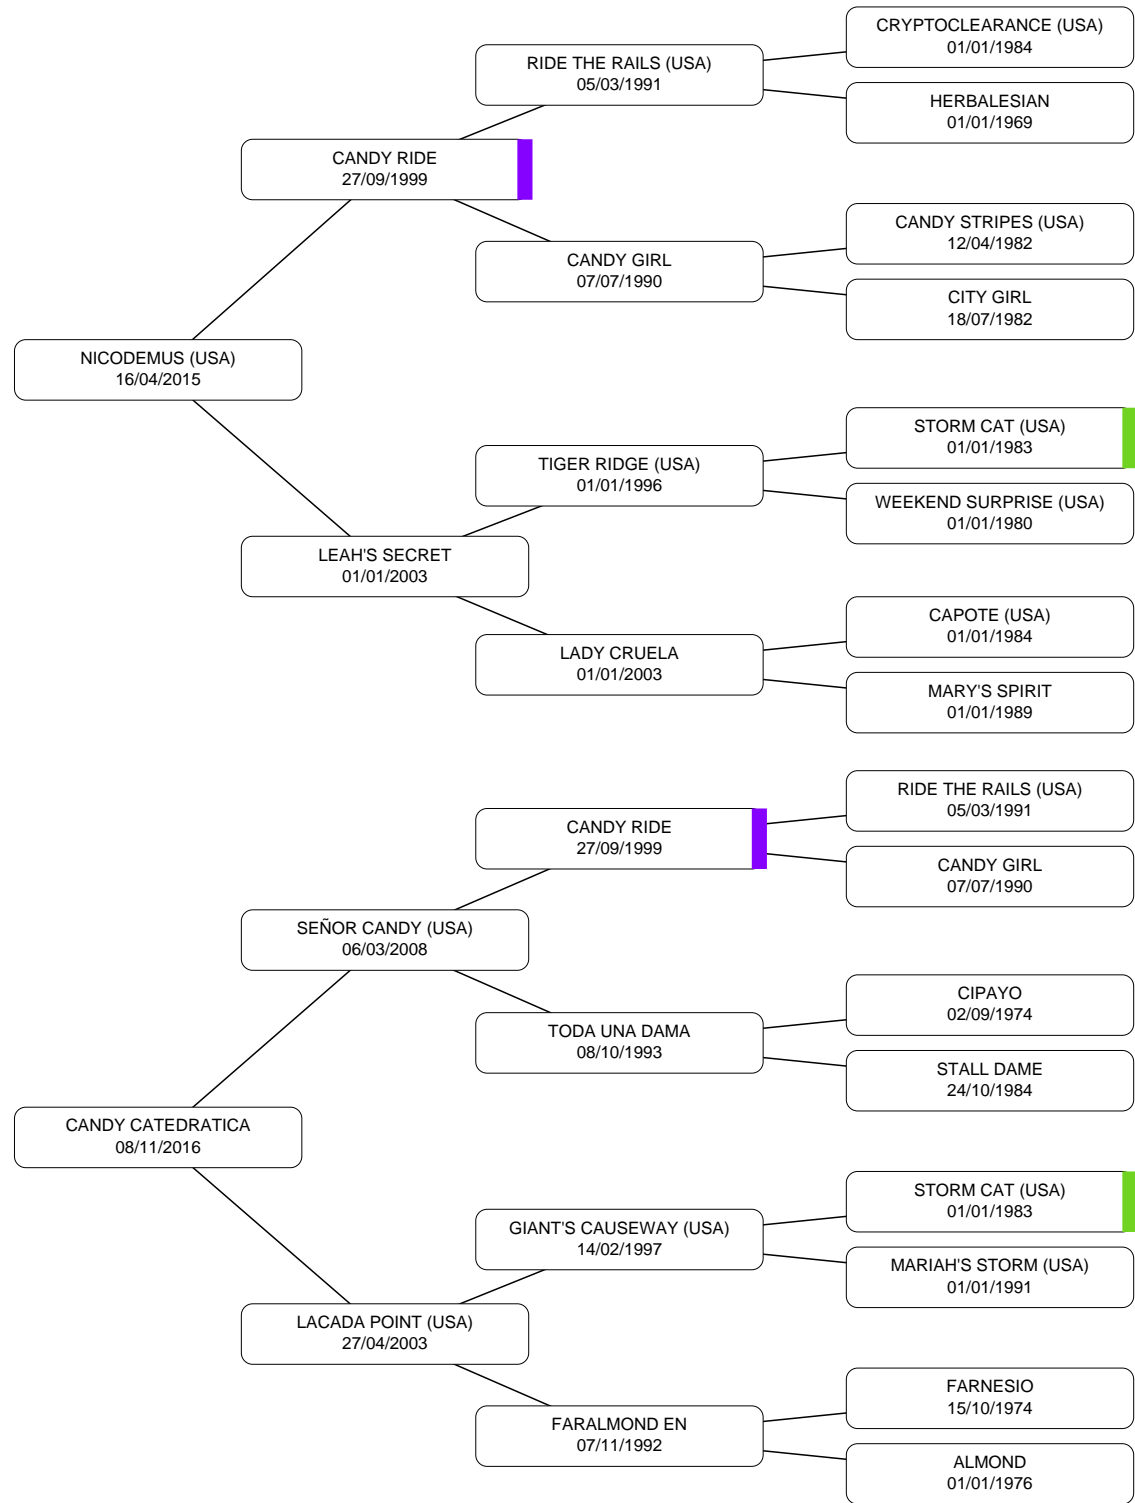 CRYPTOCLEARANCE (USA)
01/01/1984
RIDE THE RAILS (USA)
05/03/1991
HERBALESIAN
01/01/1969
CANDY RIDE
27/09/1999
CANDY STRIPES (USA)
12/04/1982
CANDY GIRL
07/07/1990
CITY GIRL
18/07/1982
NICODEMUS (USA)
16/04/2015
STORM CAT (USA)
01/01/1983
TIGER RIDGE (USA)
01/01/1996
WEEKEND SURPRISE (USA)
01/01/1980
LEAH'S SECRET
01/01/2003
CAPOTE (USA)
01/01/1984
LADY CRUELA
01/01/2003
MARY'S SPIRIT
01/01/1989
RIDE THE RAILS (USA)
05/03/1991
CANDY RIDE
27/09/1999
CANDY GIRL
07/07/1990
SEÑOR CANDY (USA)
06/03/2008
CIPAYO
02/09/1974
TODA UNA DAMA
08/10/1993
STALL DAME
24/10/1984
CANDY CATEDRATICA
08/11/2016
STORM CAT (USA)
01/01/1983
GIANT'S CAUSEWAY (USA)
14/02/1997
MARIAH'S STORM (USA)
01/01/1991
LACADA POINT (USA)
27/04/2003
FARNESIO
15/10/1974
FARALMOND EN
07/11/1992
ALMOND
01/01/1976